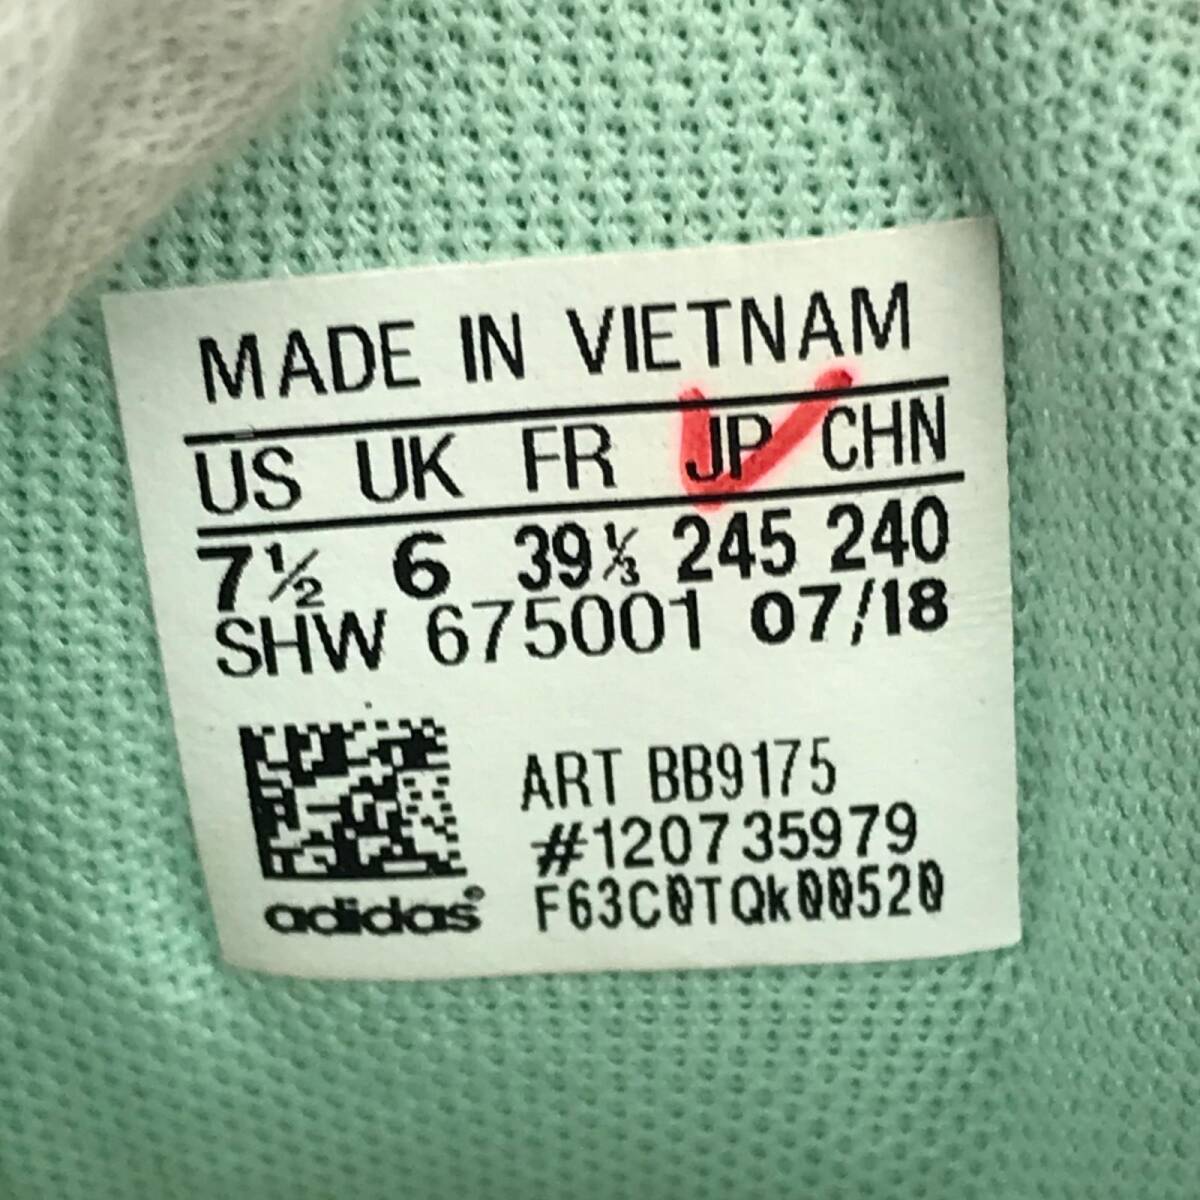 MADE IN VIETNAM
US UK FR JP CHN
7½ 6 39⅓ 245 240
SHW 675001 07/18
ART BB9175
#120735979
adidas® F63C0TQk00520